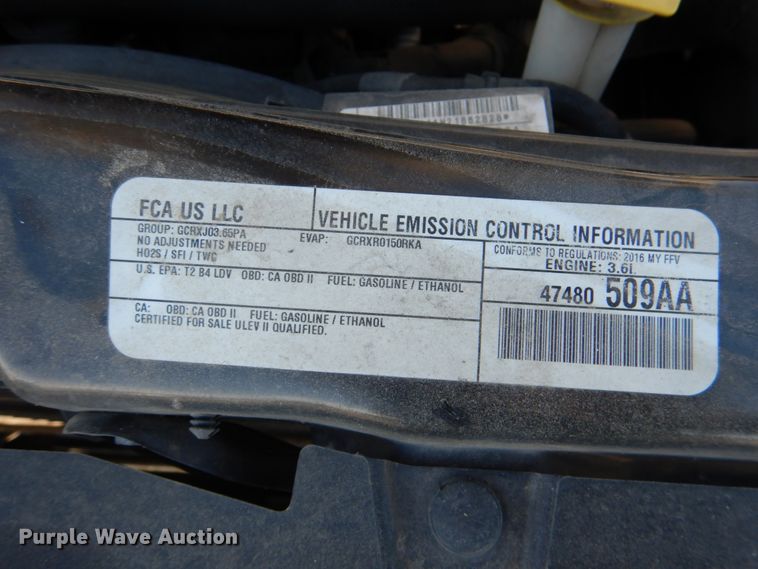 FCA US LLC
VEHICLE EMISSION CONTROL INFORMATION
GROUP: GCRXJ03.65PA EVAP: GCRXR0150RKA
NO ADJUSTMENTS NEEDED
HO2S / SFI / TWC
CONFORMS TO REGULATIONS: 2016 MY FFV
ENGINE: 3.6L
U.S. EPA: T2 B4 LDV OBD: CA OBD II FUEL: GASOLINE / ETHANOL
47480 509AA
CA: OBD: CA OBD II FUEL: GASOLINE / ETHANOL
CERTIFIED FOR SALE ULEV II QUALIFIED.
Purple Wave Auction